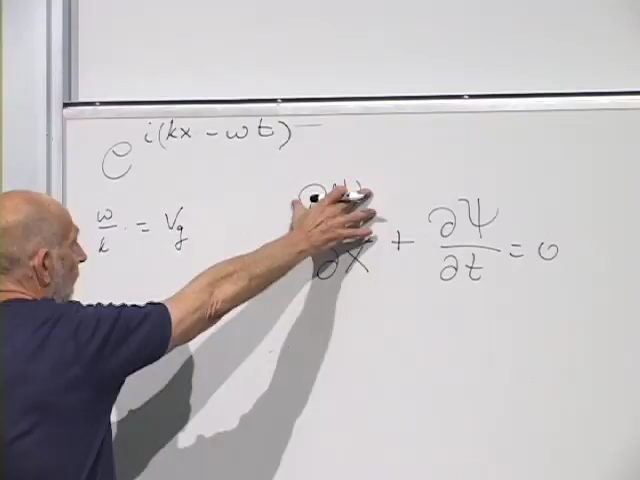 e^{i(kx - ωt)}
ω/k = V_g
∂/∂X + ∂Ψ/∂t = 0